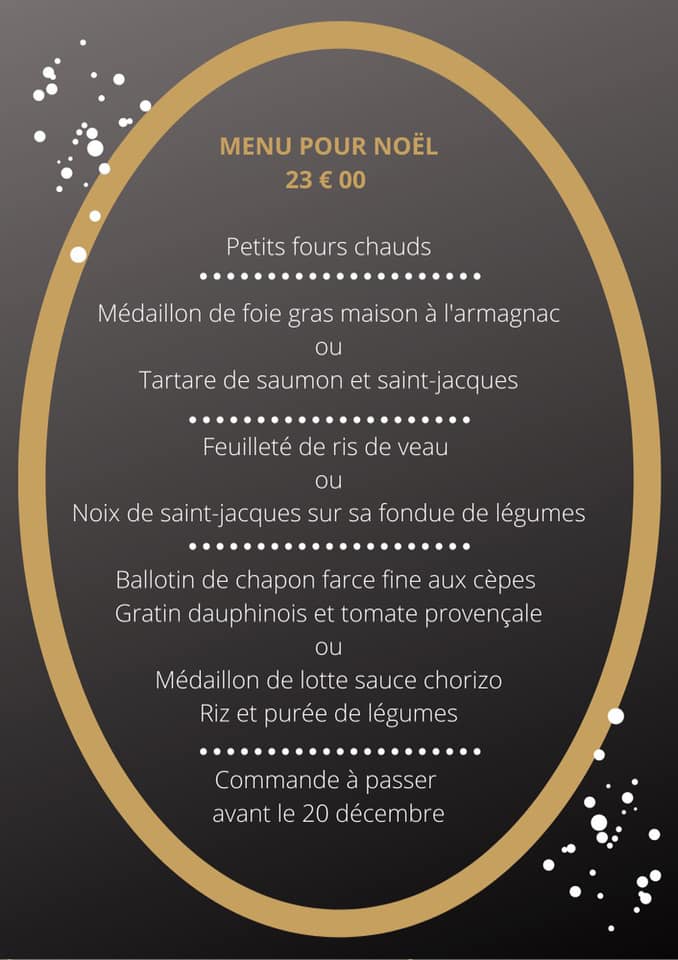 MENU POUR NOËL
23 € 00
Petits fours chauds
Médaillon de foie gras maison à l'armagnac
ou
Tartare de saumon et saint-jacques
Feuilleté de ris de veau
ou
Noix de saint-jacques sur sa fondue de légumes
Ballotin de chapon farce fine aux cèpes
Gratin dauphinois et tomate provençale
ou
Médaillon de lotte sauce chorizo
Riz et purée de légumes
Commande à passer
avant le 20 décembre